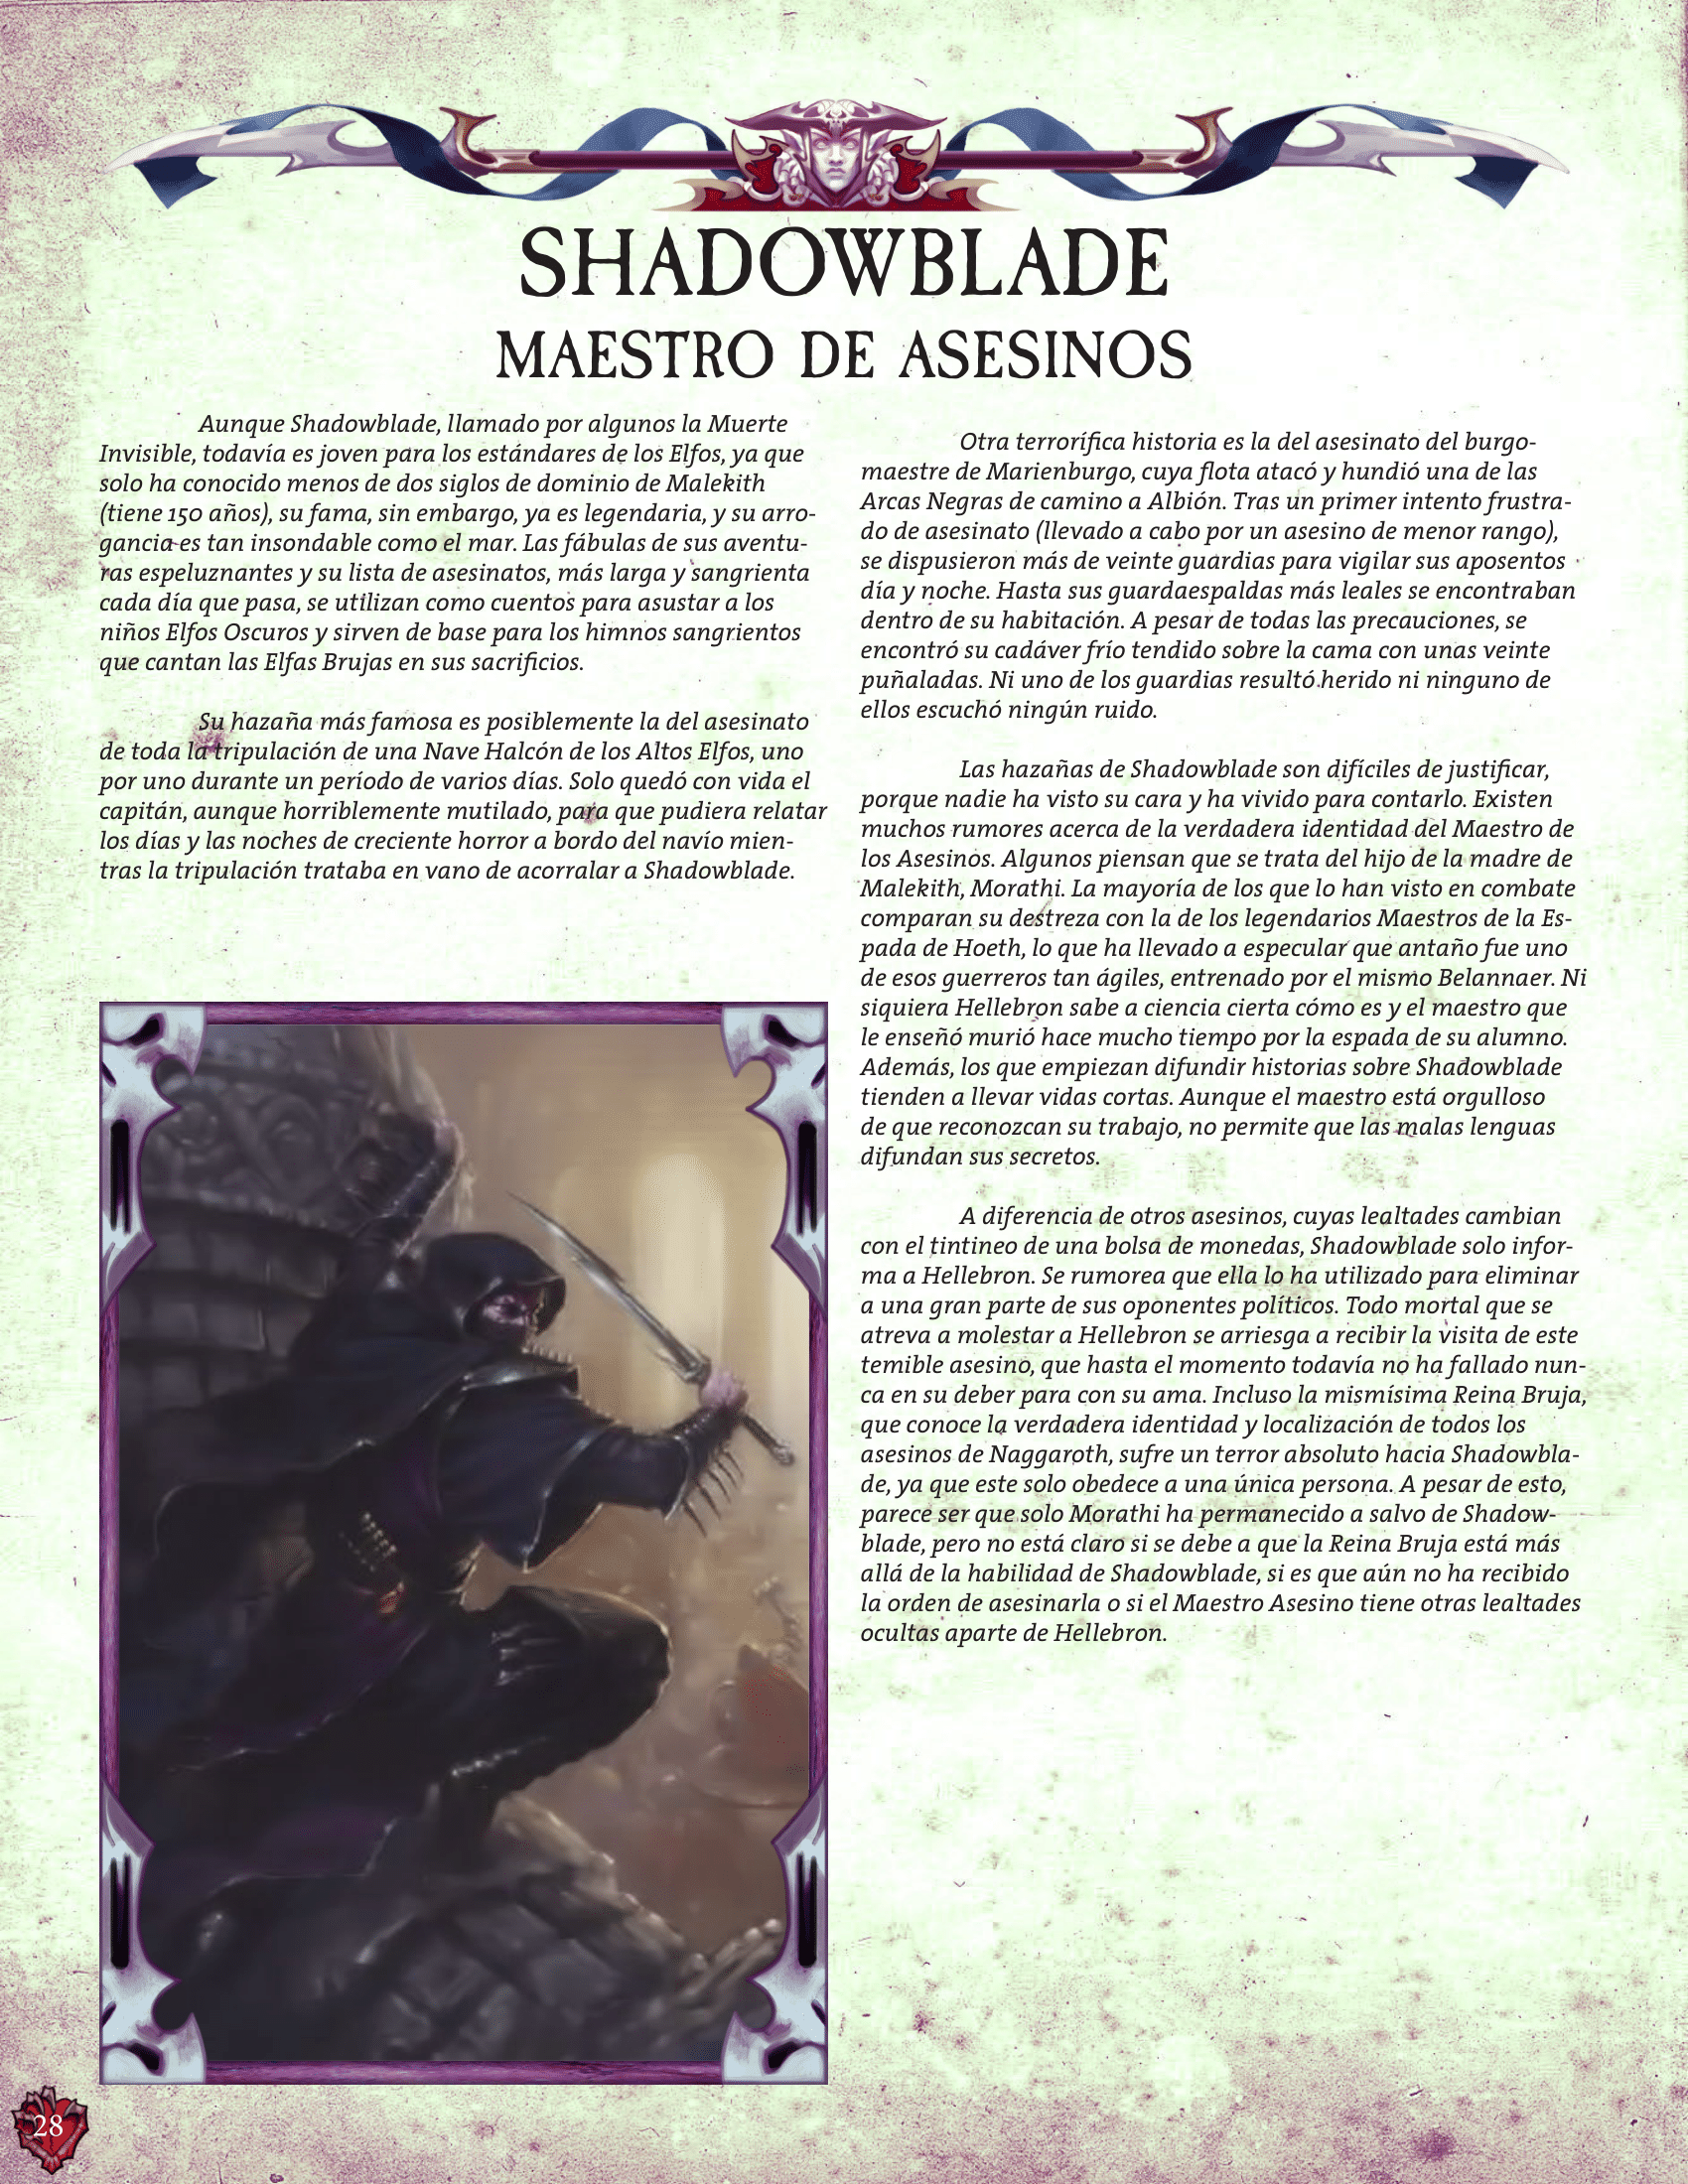 SHADOWBLADE
MAESTRO DE ASESINOS
Aunque Shadowblade, llamado por algunos la Muerte
Invisible, todavía es joven para los estándares de los Elfos, ya que
solo ha conocido menos de dos siglos de dominio de Malekith
(tiene 150 años), su fama, sin embargo, ya es legendaria, y su arro-
gancia es tan insondable como el mar. Las fábulas de sus aventu-
ras espeluznantes y su lista de asesinatos, más larga y sangrienta
cada día que pasa, se utilizan como cuentos para asustar a los
niños Elfos Oscuros y sirven de base para los himnos sangrientos
que cantan las Elfas Brujas en sus sacrificios.
Su hazaña más famosa es posiblemente la del asesinato
de toda la tripulación de una Nave Halcón de los Altos Elfos, uno
por uno durante un período de varios días. Solo quedó con vida el
capitán, aunque horriblemente mutilado, para que pudiera relatar
los días y las noches de creciente horror a bordo del navío mien-
tras la tripulación trataba en vano de acorralar a Shadowblade.
Otra terrorífica historia es la del asesinato del burgo-
maestre de Marienburgo, cuya flota atacó y hundió una de las
Arcas Negras de camino a Albión. Tras un primer intento frustra-
do de asesinato (llevado a cabo por un asesino de menor rango),
se dispusieron más de veinte guardias para vigilar sus aposentos
día y noche. Hasta sus guardaespaldas más leales se encontraban
dentro de su habitación. A pesar de todas las precauciones, se
encontró su cadáver frío tendido sobre la cama con unas veinte
puñaladas. Ni uno de los guardias resultó herido ni ninguno de
ellos escuchó ningún ruido.
Las hazañas de Shadowblade son difíciles de justificar,
porque nadie ha visto su cara y ha vivido para contarlo. Existen
muchos rumores acerca de la verdadera identidad del Maestro de
los Asesinos. Algunos piensan que se trata del hijo de la madre de
Malekith, Morathi. La mayoría de los que lo han visto en combate
comparan su destreza con la de los legendarios Maestros de la Es-
pada de Hoeth, lo que ha llevado a especular que antaño fue uno
de esos guerreros tan ágiles, entrenado por el mismo Belannaer. Ni
siquiera Hellebron sabe a ciencia cierta cómo es y el maestro que
le enseñó murió hace mucho tiempo por la espada de su alumno.
Además, los que empiezan difundir historias sobre Shadowblade
tienden a llevar vidas cortas. Aunque el maestro está orgulloso
de que reconozcan su trabajo, no permite que las malas lenguas
difundan sus secretos.
A diferencia de otros asesinos, cuyas lealtades cambian
con el tintineo de una bolsa de monedas, Shadowblade solo infor-
ma a Hellebron. Se rumorea que ella lo ha utilizado para eliminar
a una gran parte de sus oponentes políticos. Todo mortal que se
atreva a molestar a Hellebron se arriesga a recibir la visita de este
temible asesino, que hasta el momento todavía no ha fallado nun-
ca en su deber para con su ama. Incluso la mismísima Reina Bruja,
que conoce la verdadera identidad y localización de todos los
asesinos de Naggaroth, sufre un terror absoluto hacia Shadowbla-
de, ya que este solo obedece a una única persona. A pesar de esto,
parece ser que solo Morathi ha permanecido a salvo de Shadow-
blade, pero no está claro si se debe a que la Reina Bruja está más
allá de la habilidad de Shadowblade, si es que aún no ha recibido
la orden de asesinarla o si el Maestro Asesino tiene otras lealtades
ocultas aparte de Hellebron.
28